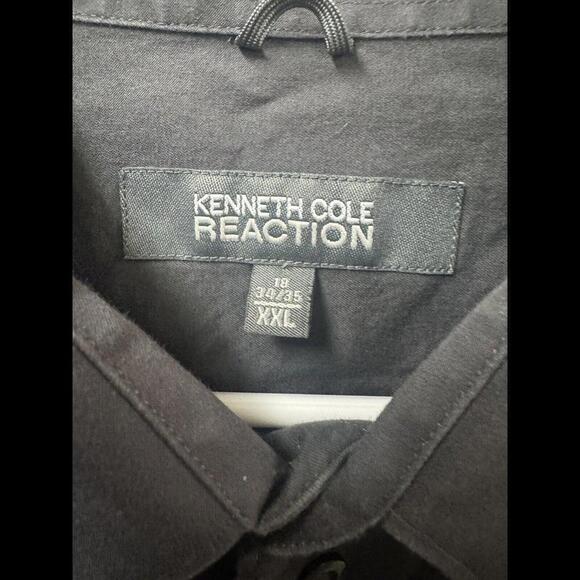 KENNETH COLE
REACTION
18
34/35
XXL